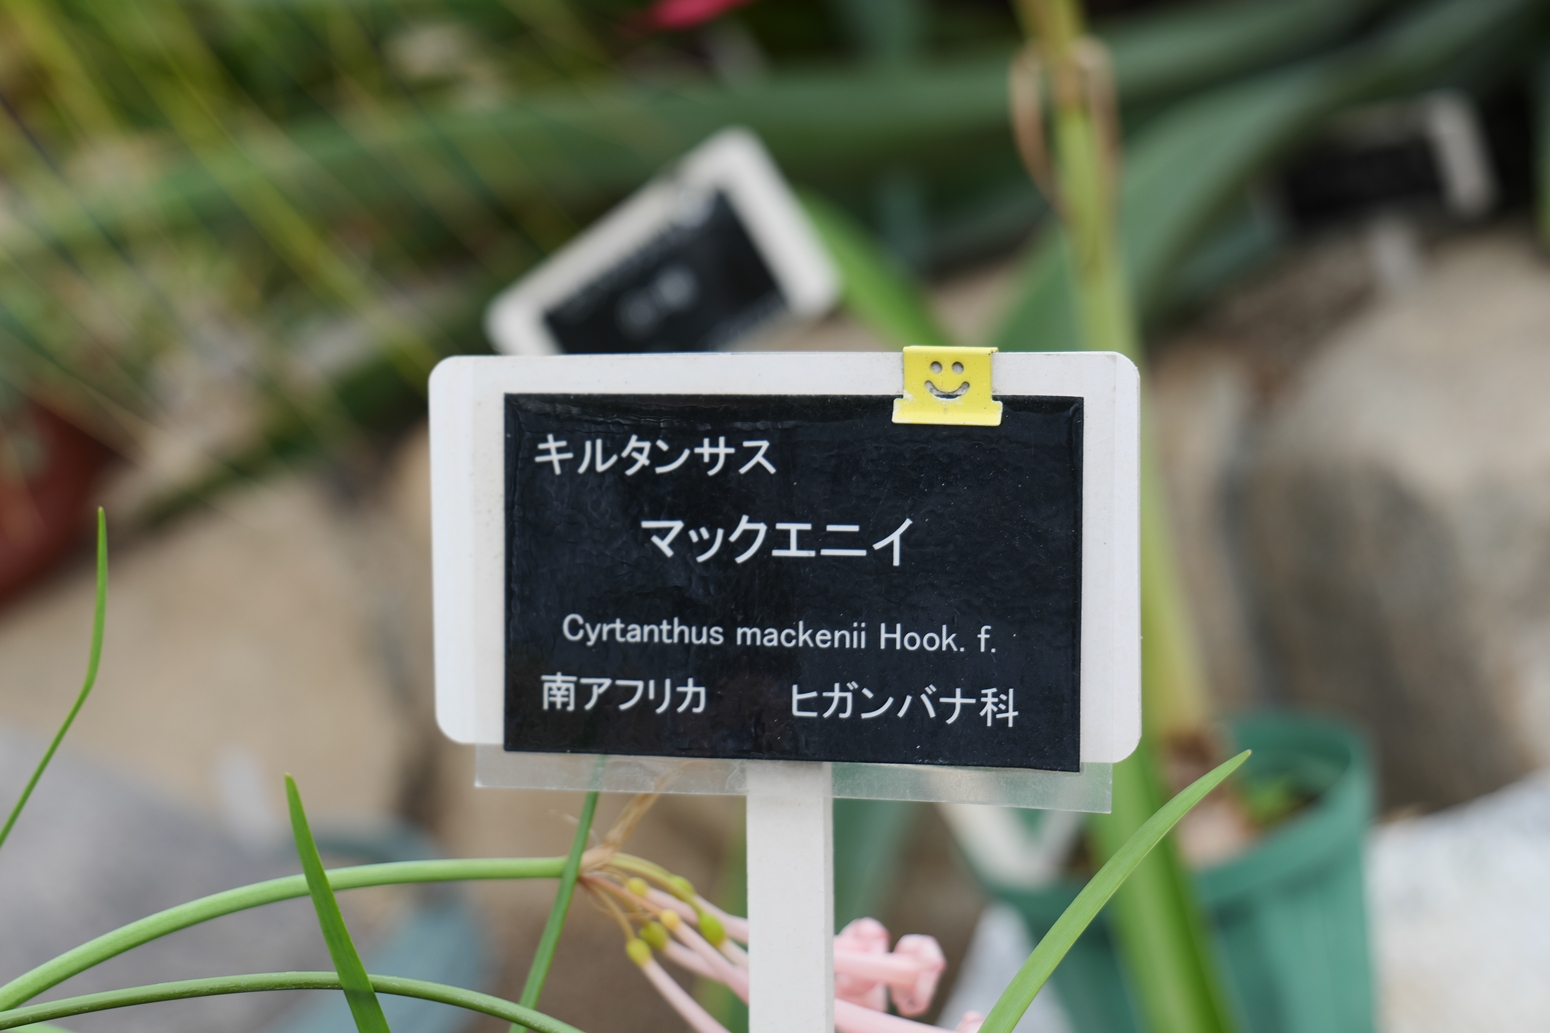 キルタンサス
マックエニイ
Cyrtanthus mackenii Hook. f.
南アフリカ ヒガンバナ科